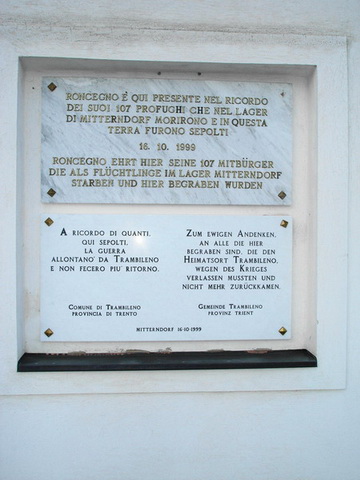 RONCEGNO È QUI PRESENTE NEL RICORDO
DEI SUOI 107 PROFUGHI CHE NEL LAGER
DI MITTERNDORF MORIRONO E IN QUESTA
TERRA FURONO SEPOLTI
16. 10. 1999
RONCEGNO EHRT HIER SEINE 107 MITBÜRGER
DIE ALS FLÜCHTLINGE IM LAGER MITTERNDORF
STARBEN UND HIER BEGRABEN WURDEN
A RICORDO DI QUANTI,
QUI SEPOLTI,
LA GUERRA
ALLONTANO' DA TRAMBILENO
E NON FECERO PIU' RITORNO.
COMUNE DI TRAMBILENO
PROVINCIA DI TRENTO
ZUM EWIGEN ANDENKEN,
AN ALLE DIE HIER
BEGRABEN SIND, DIE DEN
HEIMATSORT TRAMBILENO,
WEGEN DES KRIEGES
VERLASSEN MUSSTEN UND
NICHT MEHR ZURÜCKKAMEN.
GEMEINDE TRAMBILENO
PROVINZ TRIENT
MITTERNDORF 16-10-1999